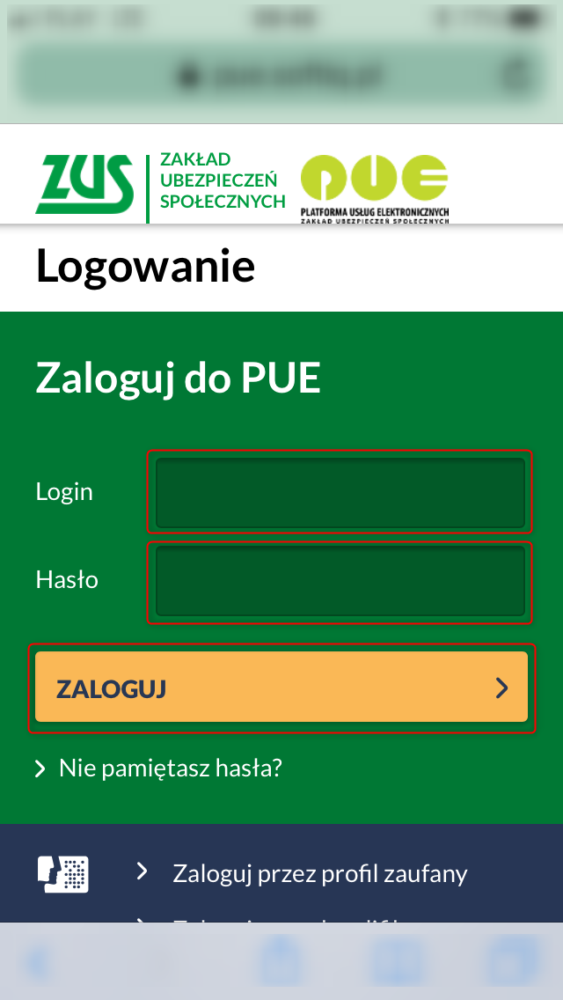 ZUS
ZAKŁAD
UBEZPIECZEŃ
SPOŁECZNYCH
PUE
PLATFORMA USŁUG ELEKTRONICZNYCH
ZAKŁAD UBEZPIECZEŃ SPOŁECZNYCH
Logowanie
Zaloguj do PUE
Login
Hasło
ZALOGUJ
Nie pamiętasz hasła?
Zaloguj przez profil zaufany